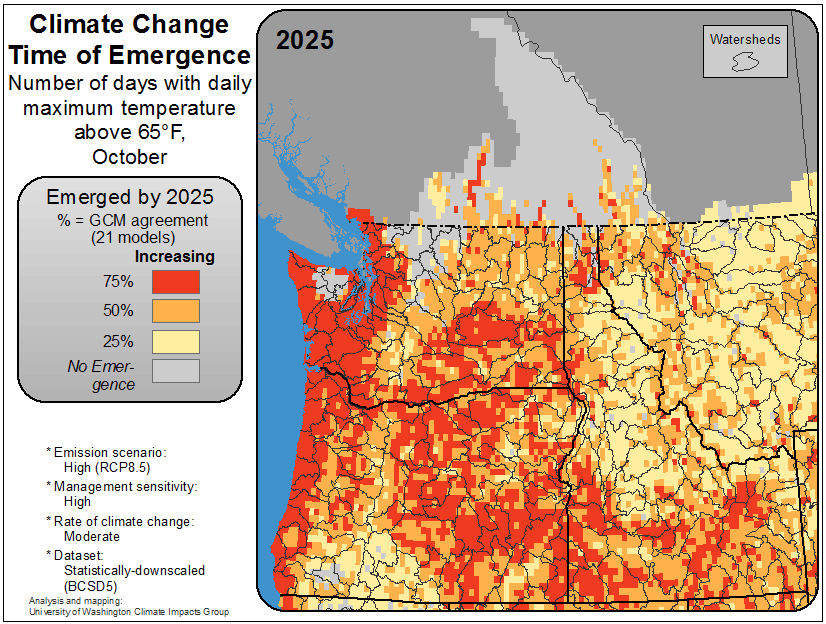 Climate Change
Time of Emergence
Number of days with daily
maximum temperature
above 65°F,
October
Emerged by 2025
% = GCM agreement
(21 models)
Increasing
75%
50%
25%
No Emer-
gence
* Emission scenario:
High (RCP8.5)
* Management sensitivity:
High
* Rate of climate change:
Moderate
* Dataset:
Statistically-downscaled
(BCSD5)
Analysis and mapping:
University of Washington Climate Impacts Group
2025
Watersheds